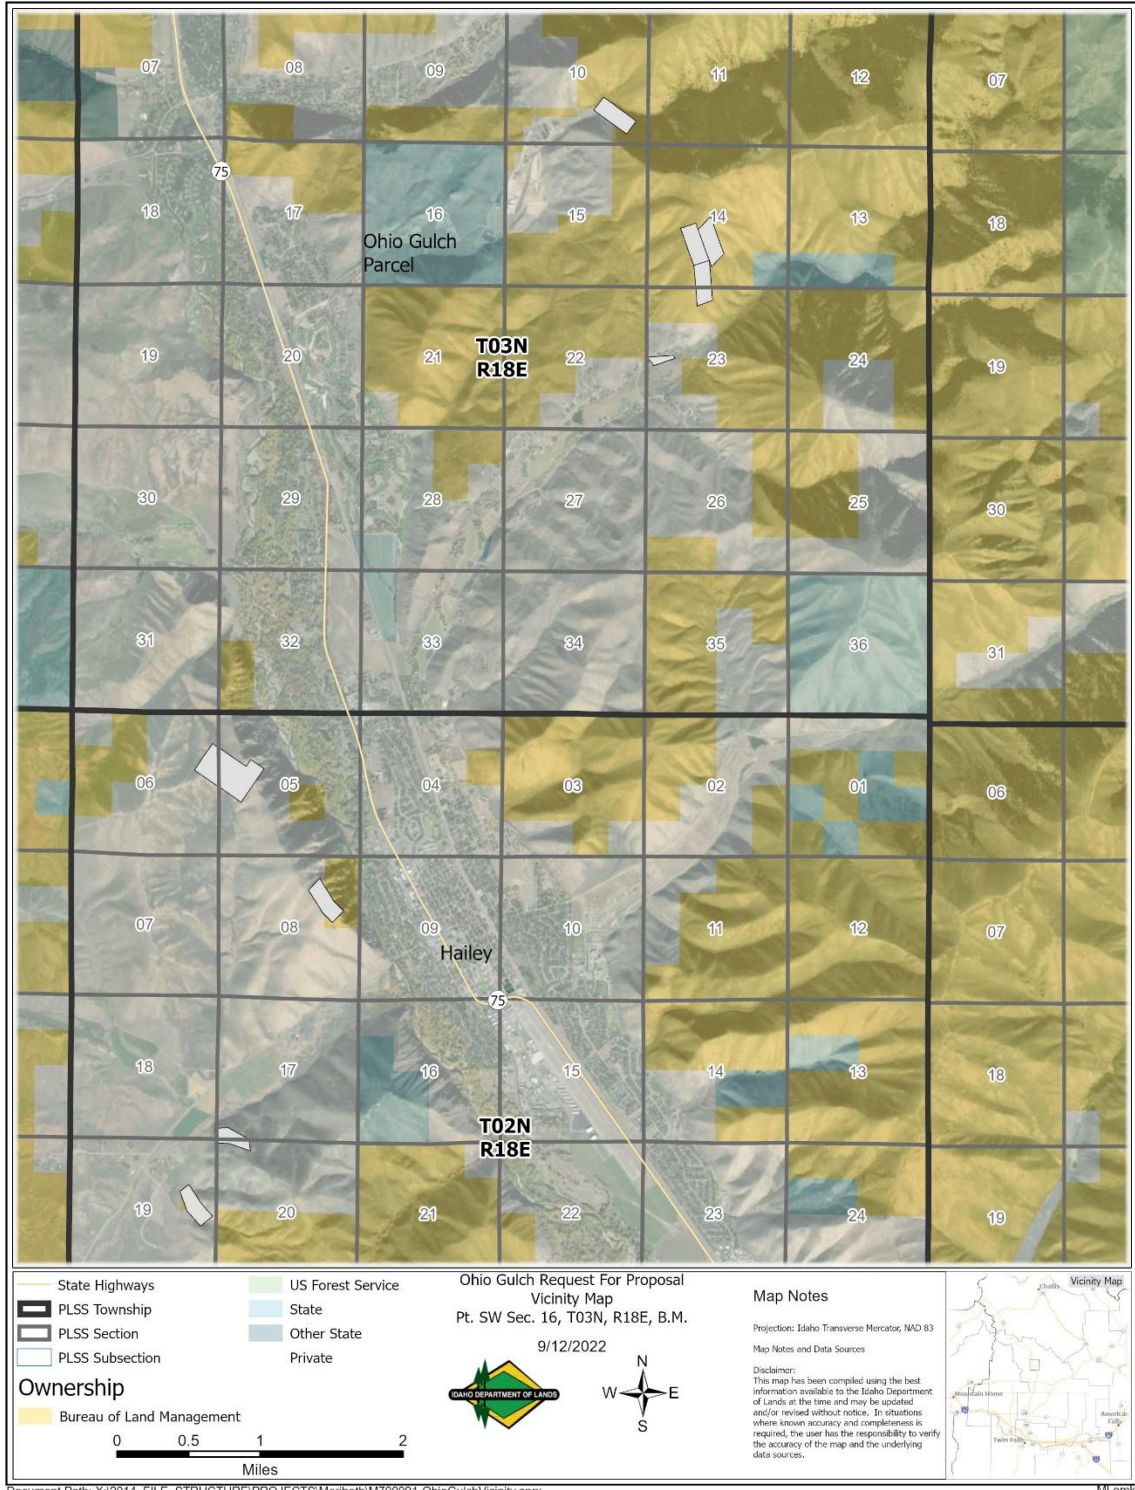 07
08
09
10
11
12
07
75
18
17
16
15
14
13
18
Ohio Gulch
Parcel
19
20
21
T03N
R18E
22
23
24
19
30
29
28
27
26
25
30
31
32
33
34
35
36
31
06
05
04
03
02
01
06
07
08
09
10
11
12
07
Hailey
75
18
17
16
15
14
13
18
T02N
R18E
19
20
21
22
23
24
19
State Highways
PLSS Township
PLSS Section
PLSS Subsection
Ownership
Bureau of Land Management
US Forest Service
State
Other State
Private
0 0.5 1 2
Miles
Ohio Gulch Request For Proposal
Vicinity Map
Pt. SW Sec. 16, T03N, R18E, B.M.
9/12/2022
IDAHO DEPARTMENT OF LANDS
N
W E
S
Map Notes
Projection: Idaho Transverse Mercator, NAD 83
Map Notes and Data Sources
Disclaimer:
This map has been compiled using the best
information available to the Idaho Department
of Lands at the time and may be updated
and/or revised without notice. In situations
where known accuracy and completeness is
required, the user has the responsibility to verify
the accuracy of the map and the underlying
data sources.
Vicinity Map
Challis
Mountain Home
American
Falls
Twin Falls